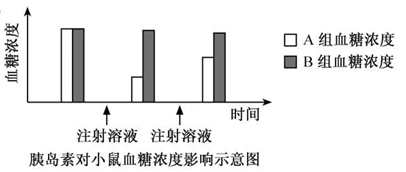 血糖浓度
A 组血糖浓度
B 组血糖浓度
时间
注射溶液 注射溶液
胰岛素对小鼠血糖浓度影响示意图